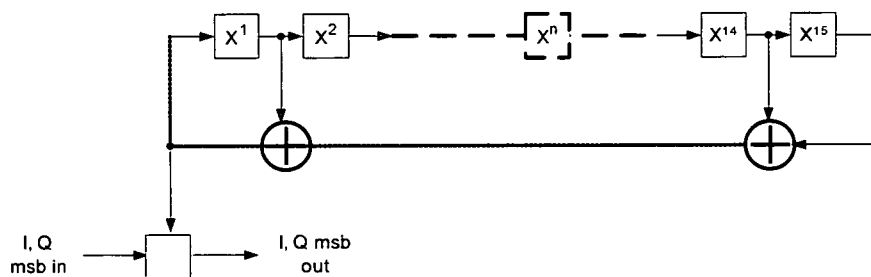 X¹ X² Xⁿ X¹⁴ X¹⁵
I, Q
msb in
I, Q msb
out